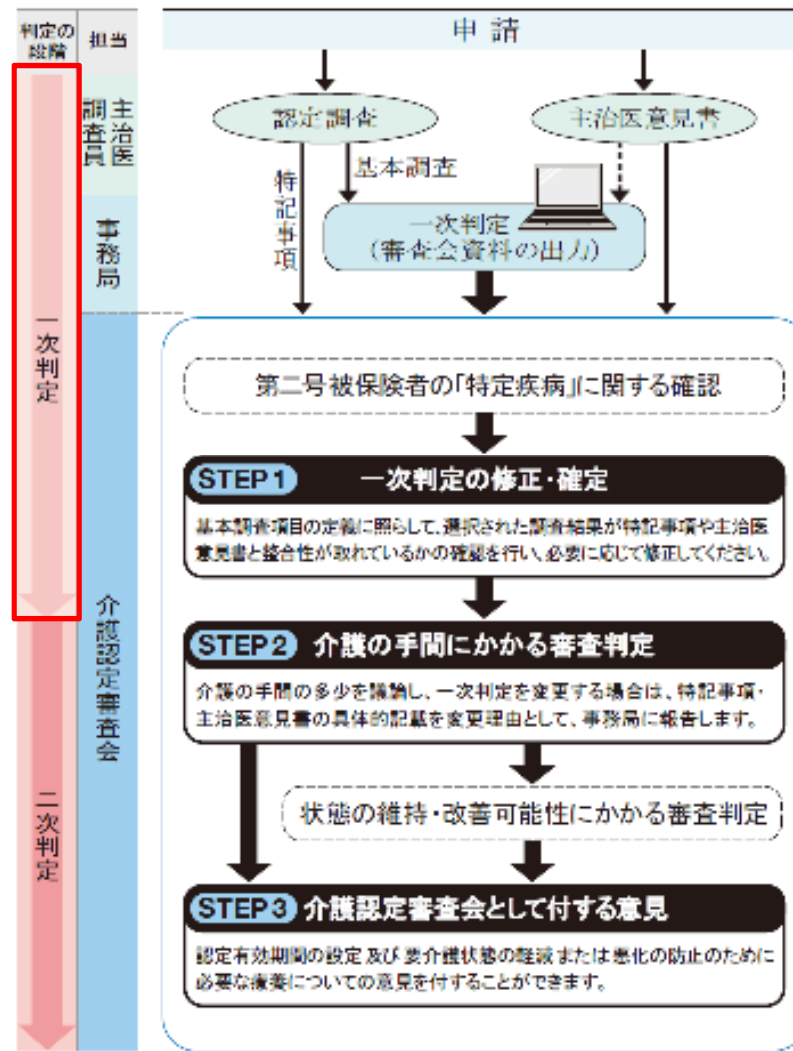 判定の
段階
担当
申請
主治医
調査員
認定調査
主治医意見書
特記事項
基本調査
事務局
一次判定
(審査会資料の出力)
一次判定
第二号被保険者の「特定疾病」に関する確認
STEP1 一次判定の修正・確定
基本調査項目の定義に照らして、選択された調査結果が特記事項や主治医
意見書と整合性が取れているかの確認を行い、必要に応じて修正してください。
介護認定審査会
STEP2 介護の手間にかかる審査判定
介護の手間の多少を議論し、一次判定を変更する場合は、特記事項・
主治医意見書の具体的記載を変更理由として、事務局に報告します。
二次判定
状態の維持・改善可能性にかかる審査判定
STEP3 介護認定審査会として付する意見
認定有効期間の設定及び要介護状態の軽減または悪化の防止のために
必要な療養についての意見を付することができます。